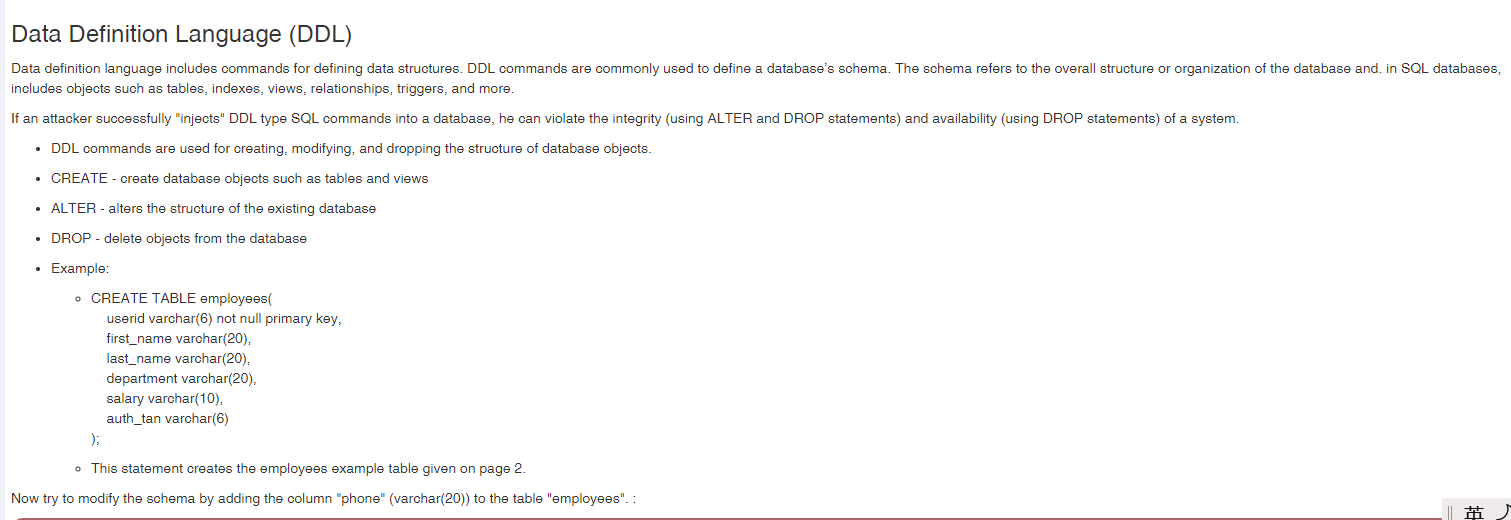 Data Definition Language (DDL)
Data definition language includes commands for defining data structures. DDL commands are commonly used to define a database's schema. The schema refers to the overall structure or organization of the database and. in SQL databases,
includes objects such as tables, indexes, views, relationships, triggers, and more.
If an attacker successfully "injects" DDL type SQL commands into a database, he can violate the integrity (using ALTER and DROP statements) and availability (using DROP statements) of a system.
• DDL commands are used for creating, modifying, and dropping the structure of database objects.
• CREATE - create database objects such as tables and views
• ALTER - alters the structure of the existing database
• DROP - delete objects from the database
• Example:
◦ CREATE TABLE employees(
userid varchar(6) not null primary key,
first_name varchar(20),
last_name varchar(20),
department varchar(20),
salary varchar(10),
auth_tan varchar(6)
);
◦ This statement creates the employees example table given on page 2.
Now try to modify the schema by adding the column "phone" (varchar(20)) to the table "employees". :
英